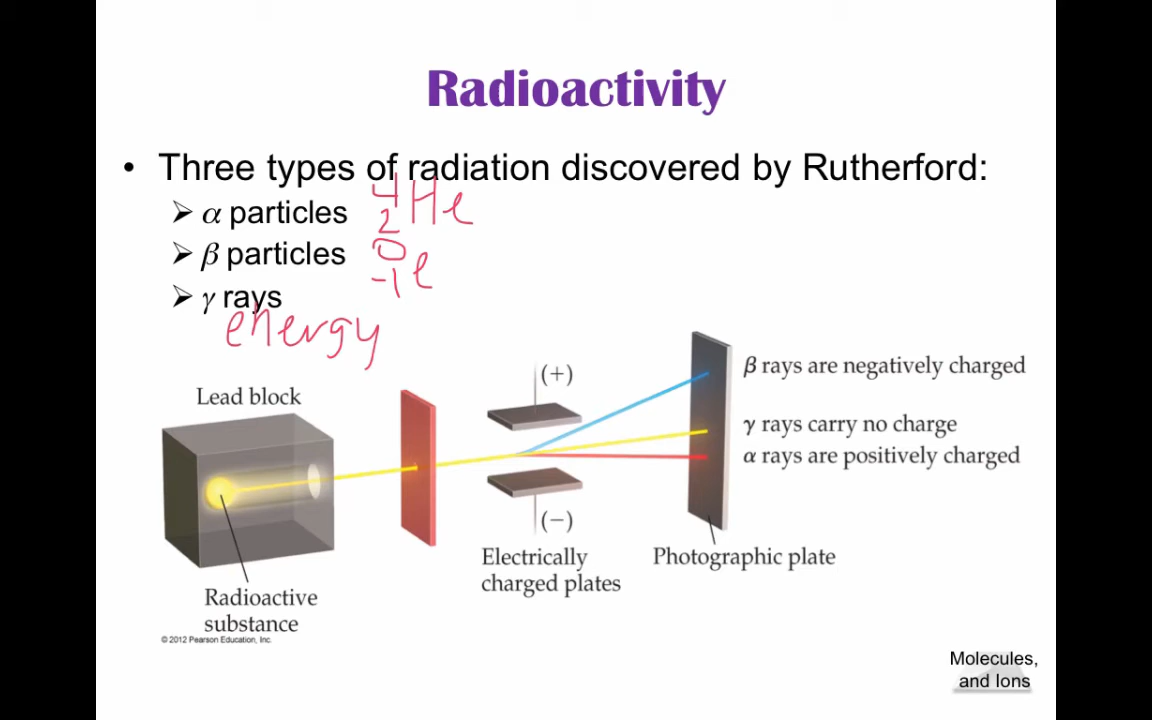 Radioactivity
• Three types of radiation discovered by Rutherford:
➢ α particles 4 2 He
➢ β particles 0 -1 e
➢ γ rays
energy
(+)
β rays are negatively charged
Lead block
γ rays carry no charge
α rays are positively charged
(−)
Electrically
charged plates
Photographic plate
Radioactive
substance
© 2012 Pearson Education, Inc.
Molecules,
and Ions